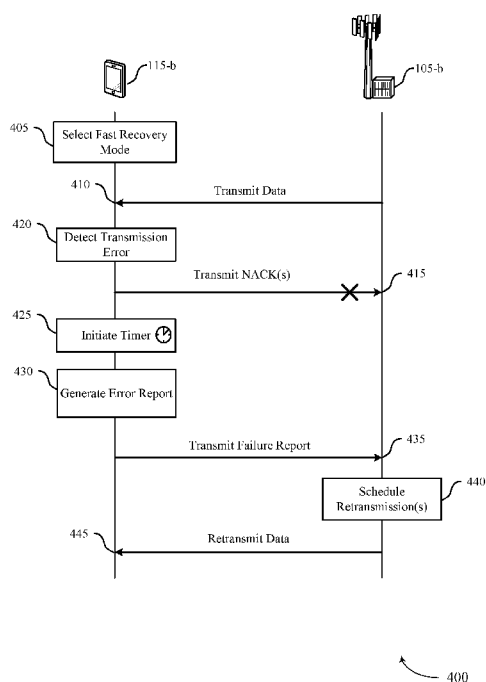 115-b
105-b
405
Select Fast Recovery
Mode
410
Transmit Data
420
Detect Transmission
Error
Transmit NACK(s)
415
425
Initiate Timer
430
Generate Error Report
Transmit Failure Report
435
Schedule
Retransmission(s)
440
445
Retransmit Data
400